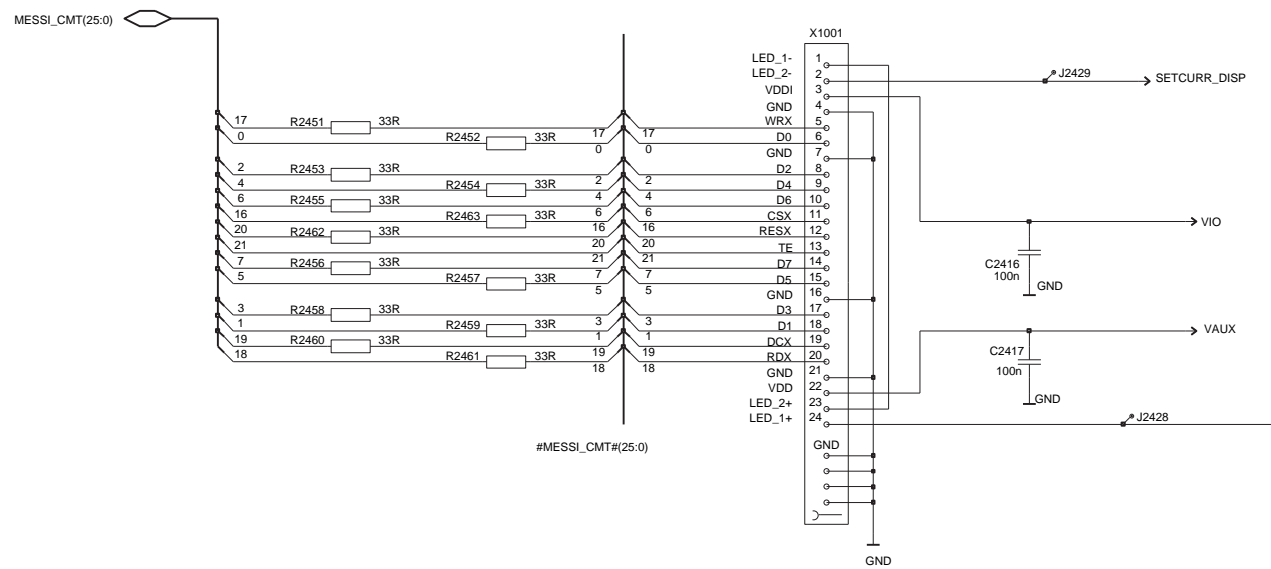 MESSI_CMT(25:0)
X1001
LED_1- 1
LED_2- 2 J2429 SETCURR_DISP
VDDI 3
GND 4
17 R2451 33R 17 17 WRX 5
0 R2452 33R 0 0 D0 6
GND 7
2 R2453 33R 2 2 D2 8
4 R2454 33R 4 4 D4 9
6 R2455 33R 6 6 D6 10
16 R2463 33R 16 16 CSX 11
20 R2462 33R 20 20 RESX 12
21 21 21 TE 13
7 R2456 33R 7 7 D7 14
5 R2457 33R 5 5 D5 15
GND 16
3 R2458 33R 3 3 D3 17
1 R2459 33R 1 1 D1 18
19 R2460 33R 19 19 DCX 19
18 R2461 33R 18 18 RDX 20
GND 21
VDD 22
LED_2+ 23
LED_1+ 24
GND
VIO
C2416
100n
GND
VAUX
C2417
100n
GND
J2428
#MESSI_CMT#(25:0)
GND